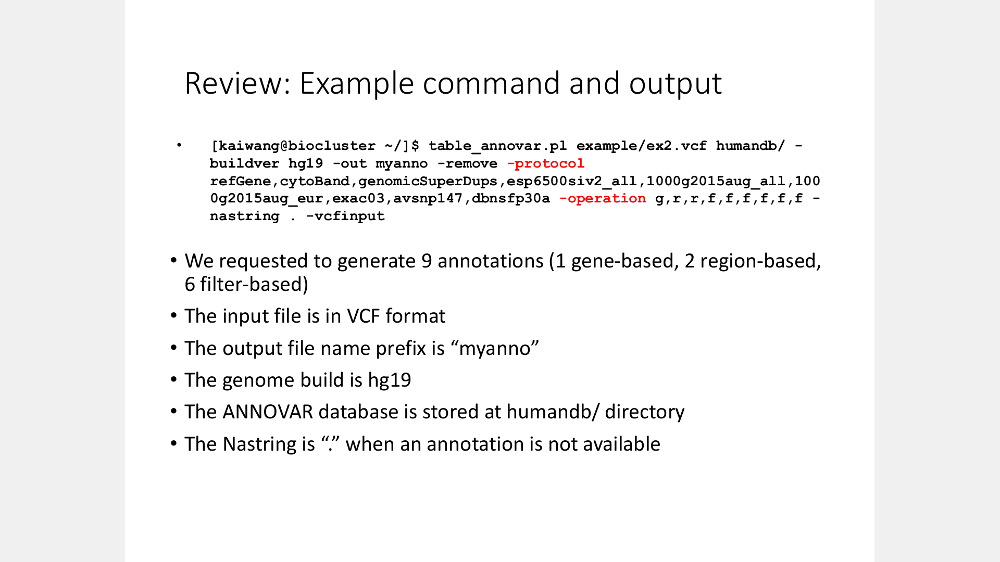 Review: Example command and output
• [kaiwang@biocluster ~/]$ table_annovar.pl example/ex2.vcf humandb/ -
buildver hg19 -out myanno -remove -protocol
refGene,cytoBand,genomicSuperDups,esp6500siv2_all,1000g2015aug_all,100
0g2015aug_eur,exac03,avsnp147,dbnsfp30a -operation g,r,r,f,f,f,f,f,f -
nastring . -vcfinput
• We requested to generate 9 annotations (1 gene-based, 2 region-based,
6 filter-based)
• The input file is in VCF format
• The output file name prefix is “myanno”
• The genome build is hg19
• The ANNOVAR database is stored at humandb/ directory
• The Nastring is “.” when an annotation is not available